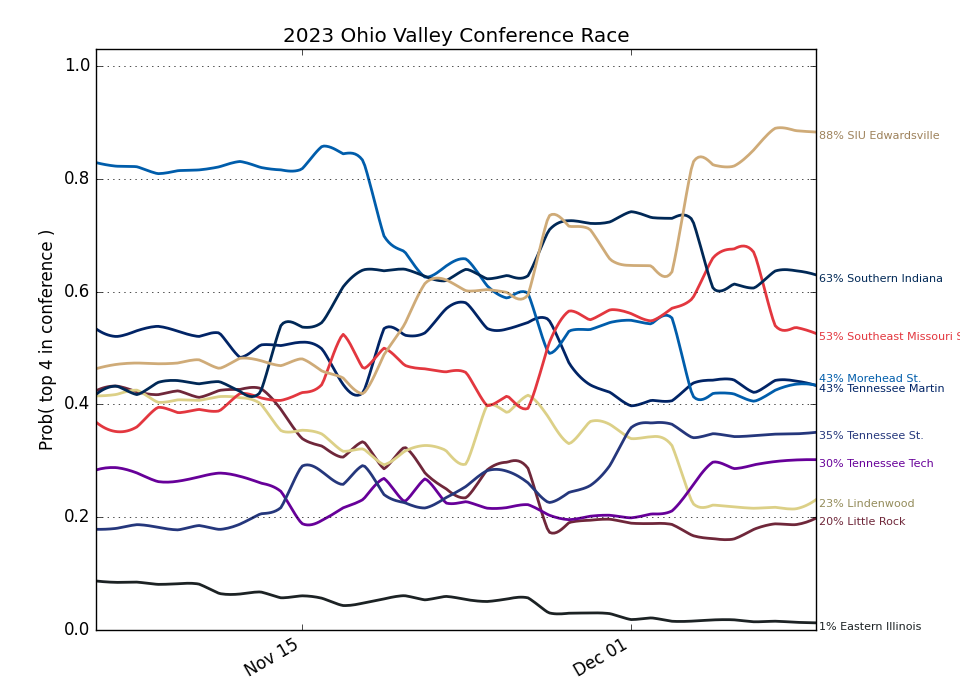 2023 Ohio Valley Conference Race
Prob( top 4 in conference )
1.0
0.8
0.6
0.4
0.2
0.0
Nov 15
Dec 01
88% SIU Edwardsville
63% Southern Indiana
53% Southeast Missouri S
43% Morehead St.
43% Tennessee Martin
35% Tennessee St.
30% Tennessee Tech
23% Lindenwood
20% Little Rock
1% Eastern Illinois